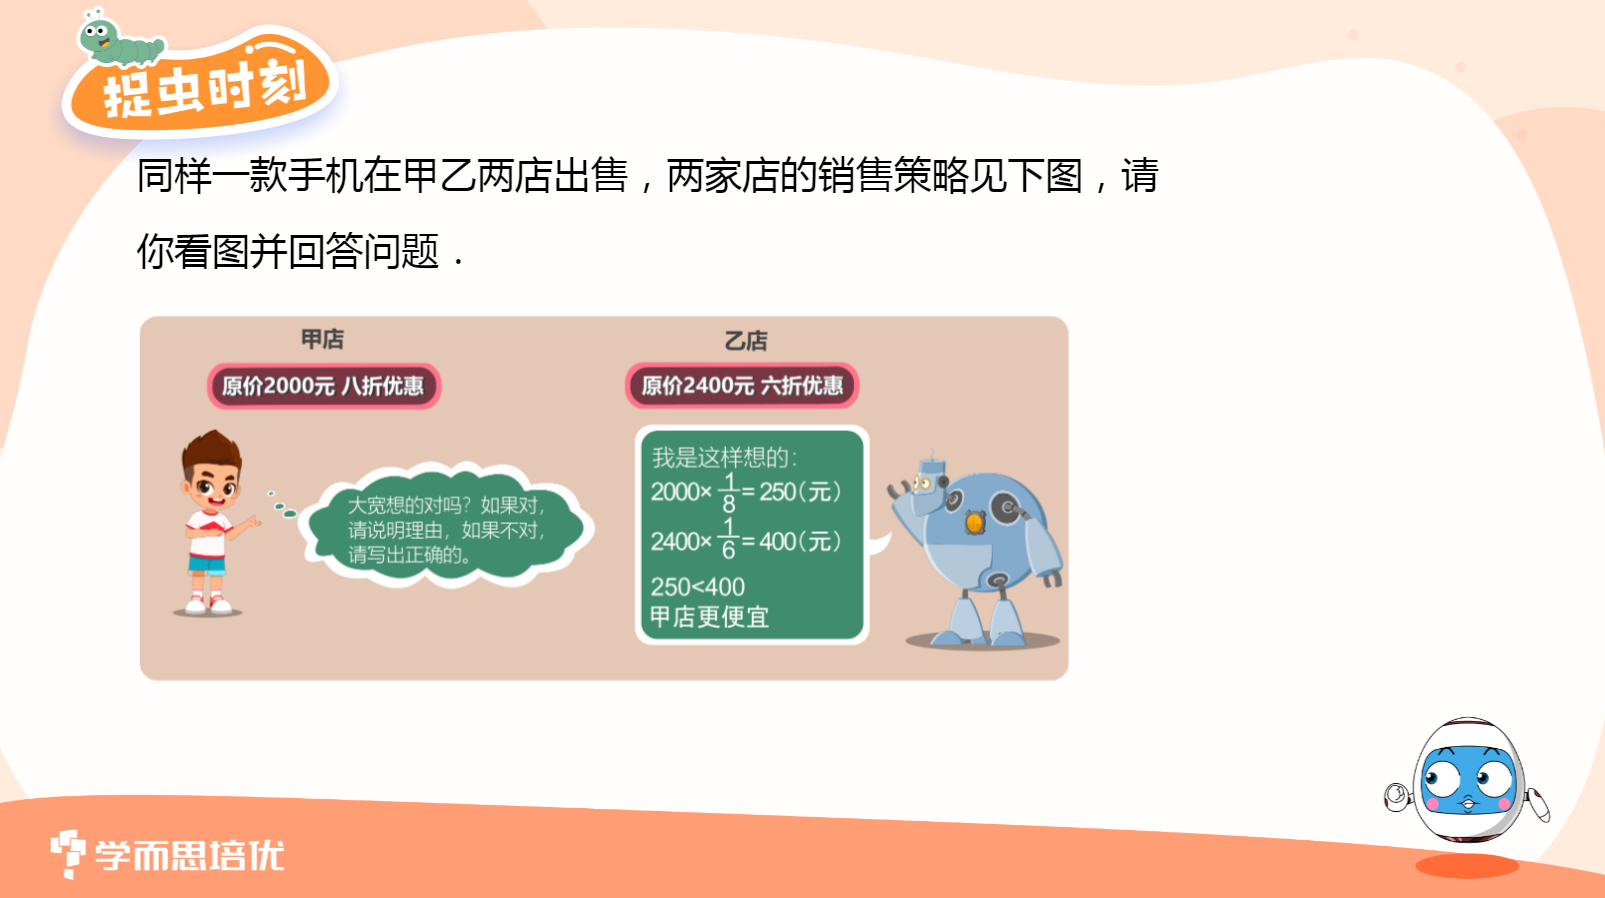 捉虫时刻
同样一款手机在甲乙两店出售，两家店的销售策略见下图，请
你看图并回答问题．
甲店
原价2000元 八折优惠
大宽想的对吗？如果对，
请说明理由，如果不对，
请写出正确的。
乙店
原价2400元 六折优惠
我是这样想的：
2000×1/8=250(元)
2400×1/6=400(元)
250<400
甲店更便宜
学而思培优